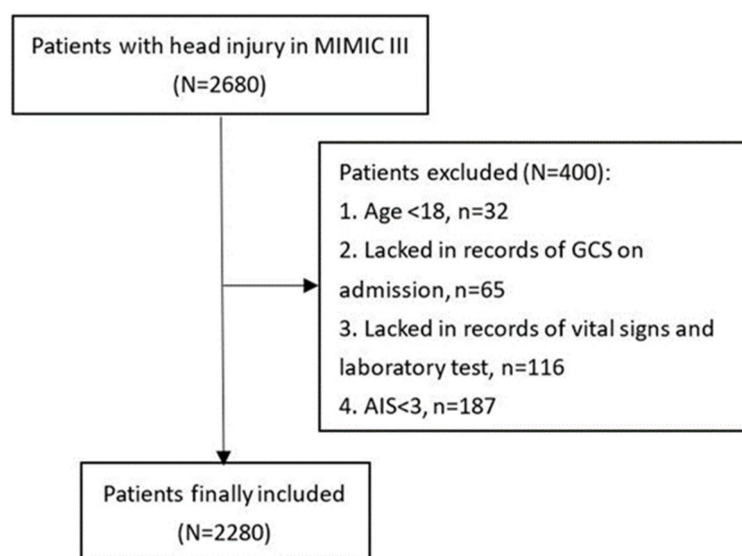 Patients with head injury in MIMIC III
(N=2680)
Patients excluded (N=400):
1. Age <18, n=32
2. Lacked in records of GCS on
admission, n=65
3. Lacked in records of vital signs and
laboratory test, n=116
4. AIS<3, n=187
Patients finally included
(N=2280)